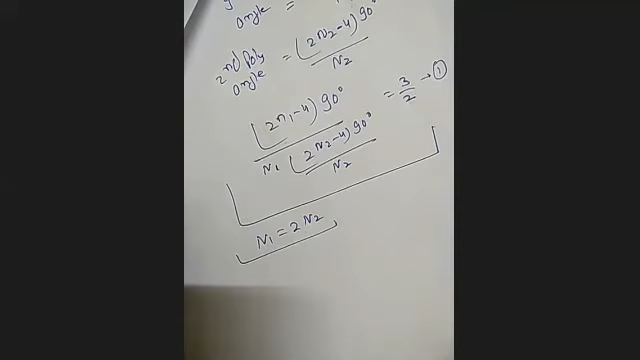 angle =
2nd Poly angle = (2N2-4)90° / N2
(2n1-4)90° / N1 (2N2-4)90° / N2 = 3/2 → ①
N1 = 2N2